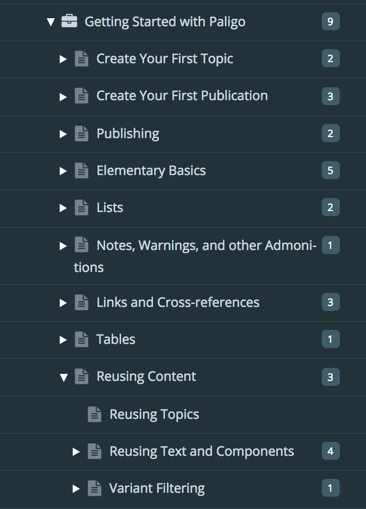 Getting Started with Paligo 9
Create Your First Topic 2
Create Your First Publication 3
Publishing 2
Elementary Basics 5
Lists 2
Notes, Warnings, and other Admoni- 1
tions
Links and Cross-references 3
Tables 1
Reusing Content 3
Reusing Topics
Reusing Text and Components 4
Variant Filtering 1